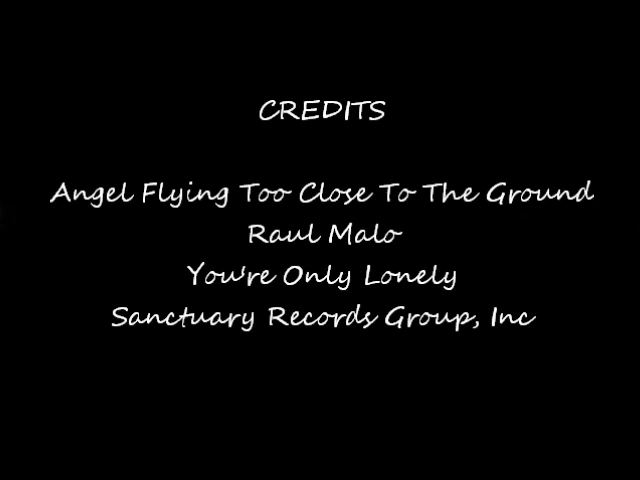 CREDITS
Angel Flying Too Close To The Ground
Raul Malo
You're Only Lonely
Sanctuary Records Group, Inc